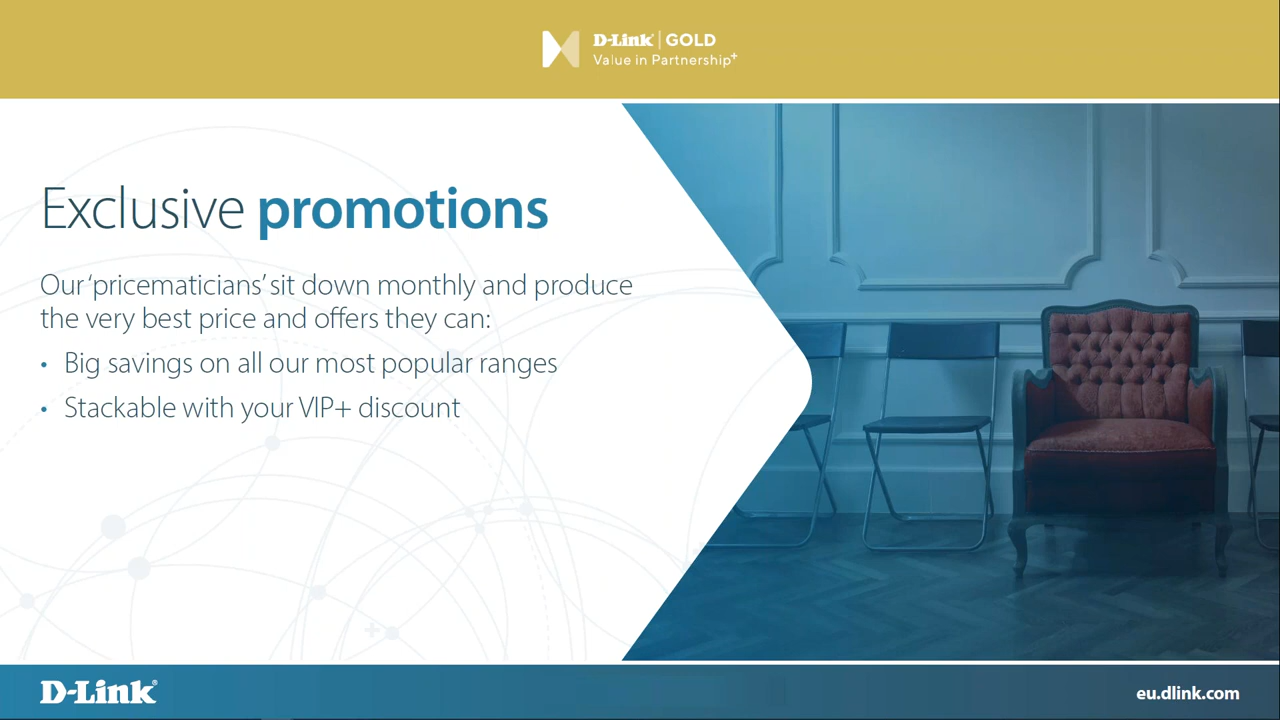 D-Link | GOLD
Value in Partnership+
Exclusive promotions
Our ‘pricematicians’ sit down monthly and produce
the very best price and offers they can:
• Big savings on all our most popular ranges
• Stackable with your VIP+ discount
D-Link®
eu.dlink.com